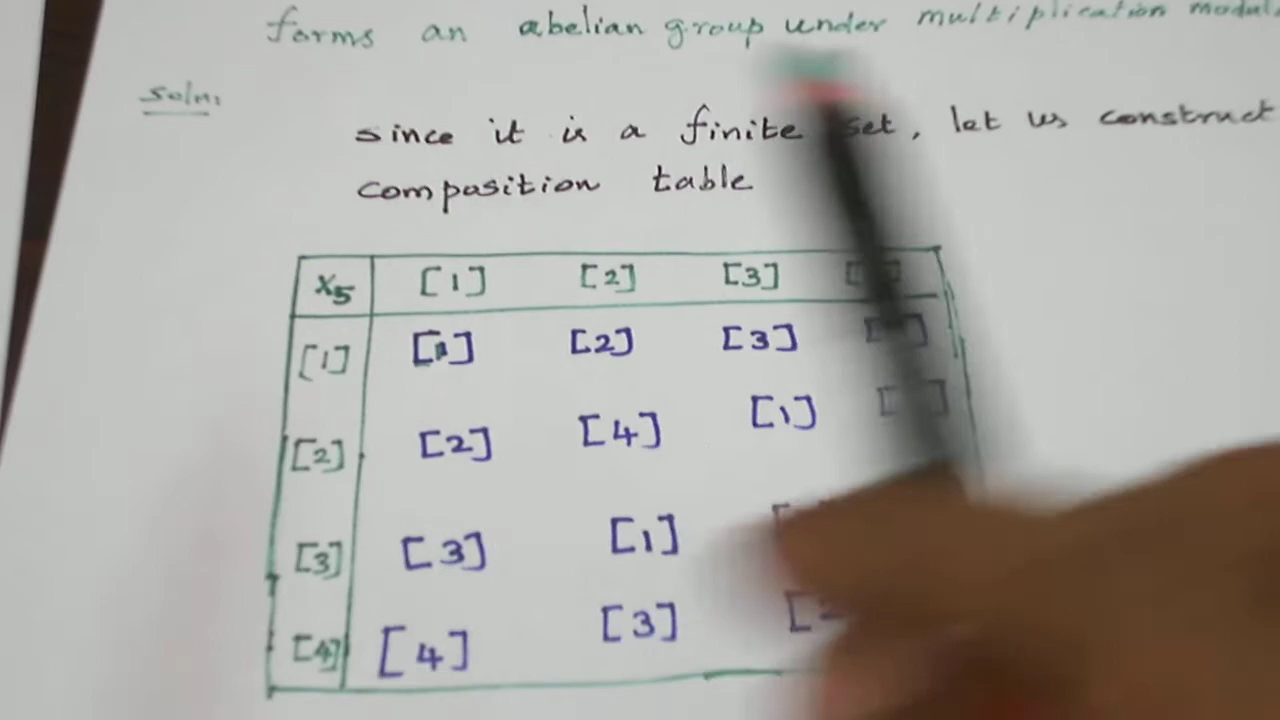 forms an abelian group under multiplication
Soln:
since it is a finite set, let us construct
composition table
X5 [1] [2] [3]
[1] [1] [2] [3]
[2] [2] [4] [1]
[3] [3] [1]
[4] [4] [3]